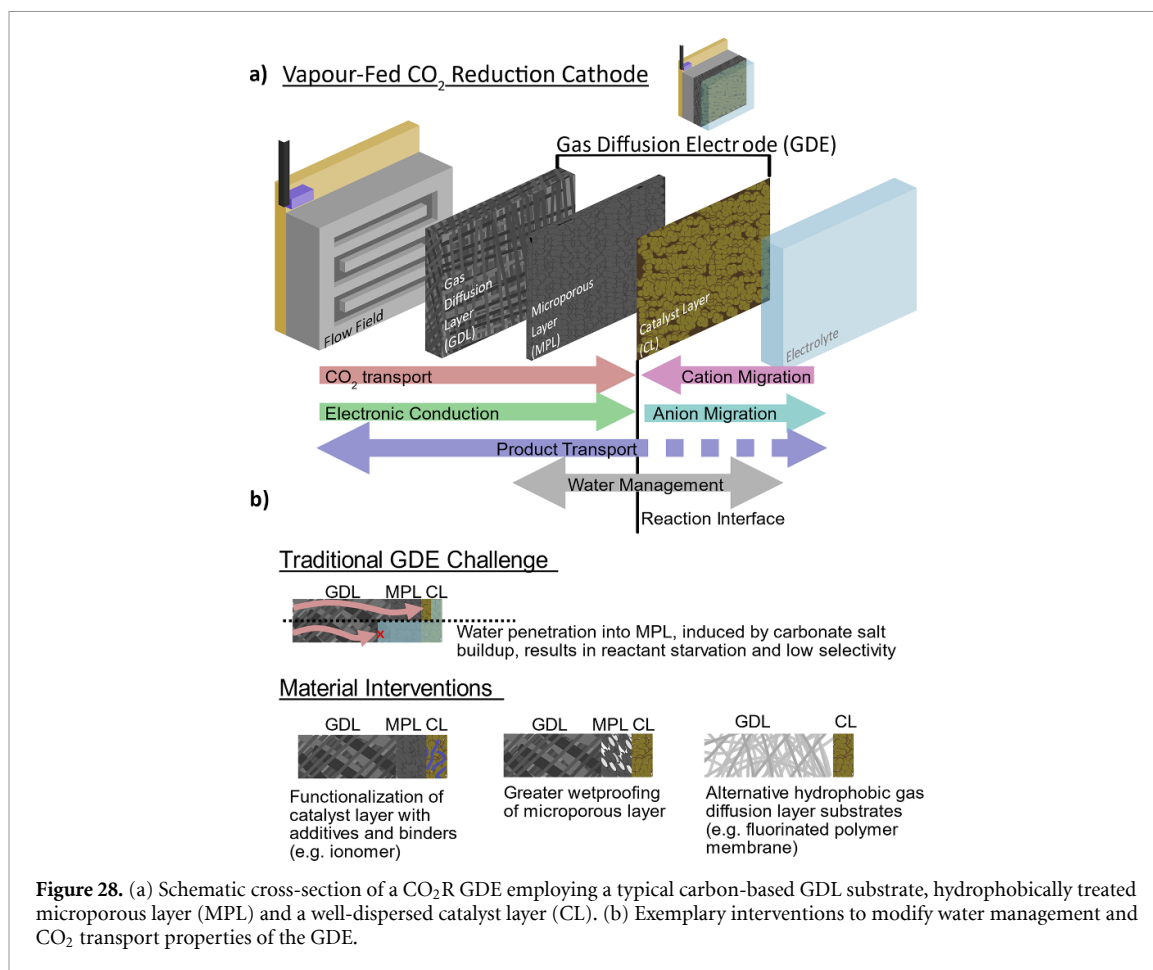 a) Vapour-Fed CO2 Reduction Cathode
Gas Diffusion Electrode (GDE)
Flow Field
Gas
Diffusion
Layer
(GDL)
Microporous
Layer
(MPL)
Catalyst Layer
(CL)
Electrolyte
CO2 transport
Cation Migration
Electronic Conduction
Anion Migration
Product Transport
Water Management
Reaction Interface
b)
Traditional GDE Challenge
GDL MPL CL
x
Water penetration into MPL, induced by carbonate salt
buildup, results in reactant starvation and low selectivity
Material Interventions
GDL MPL CL
Functionalization of
catalyst layer with
additives and binders
(e.g. ionomer)
GDL MPL CL
Greater wetproofing
of microporous layer
GDL CL
Alternative hydrophobic gas
diffusion layer substrates
(e.g. fluorinated polymer
membrane)
Figure 28. (a) Schematic cross-section of a CO2R GDE employing a typical carbon-based GDL substrate, hydrophobically treated
microporous layer (MPL) and a well-dispersed catalyst layer (CL). (b) Exemplary interventions to modify water management and
CO2 transport properties of the GDE.